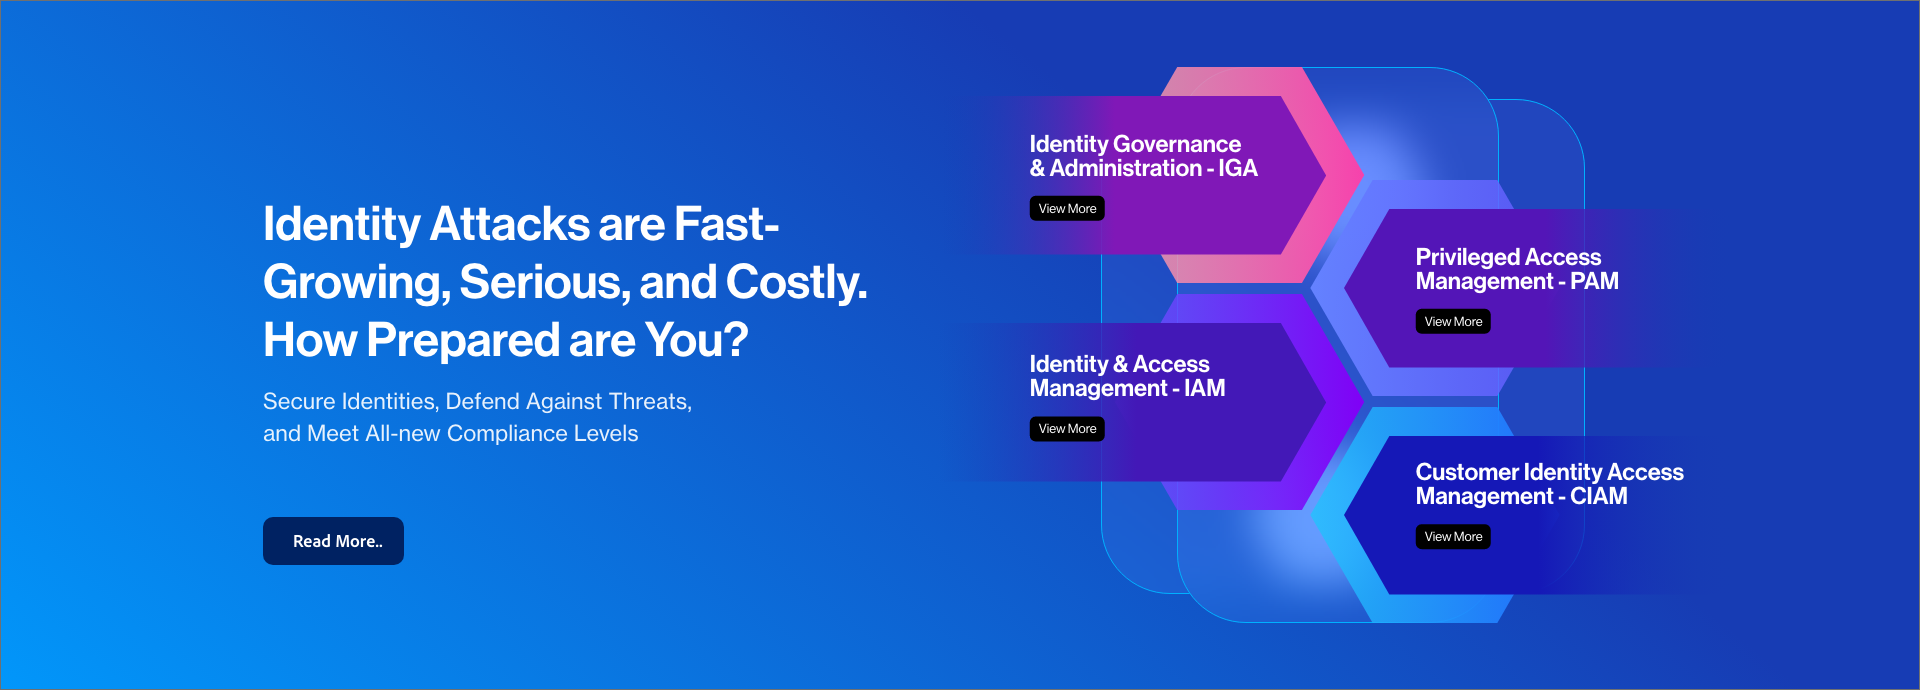 Identity Attacks are Fast-
Growing, Serious, and Costly.
How Prepared are You?
Secure Identities, Defend Against Threats,
and Meet All-new Compliance Levels
Read More..
Identity Governance
& Administration - IGA
View More
Privileged Access
Management - PAM
View More
Identity & Access
Management - IAM
View More
Customer Identity Access
Management - CIAM
View More